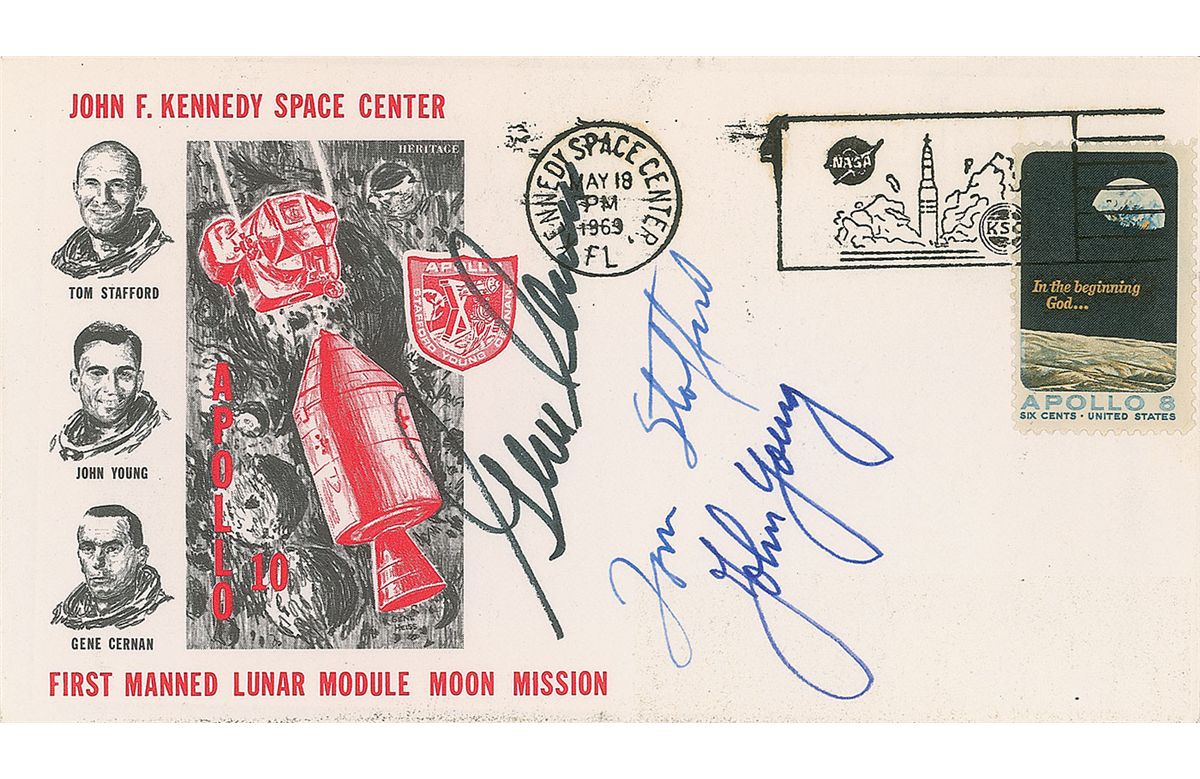 JOHN F. KENNEDY SPACE CENTER
HERITAGE
TOM STAFFORD
JOHN YOUNG
GENE CERNAN
APOLLO
10
APOLLO
STAFFORD YOUNG CERNAN
FIRST MANNED LUNAR MODULE MOON MISSION
KENNEDY SPACE CENTER,
MAY 18
PM
1969
FL
NASA
KSC
In the beginning
God...
APOLLO 8
SIX CENTS · UNITED STATES
Gene Cernan
Tom Stafford
John Young